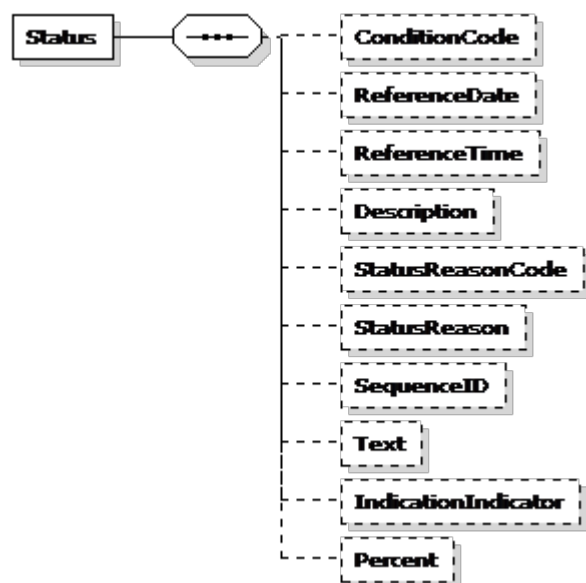 Status
ConditionCode
ReferenceDate
ReferenceTime
Description
StatusReasonCode
StatusReason
SequenceID
Text
IndicationIndicator
Percent